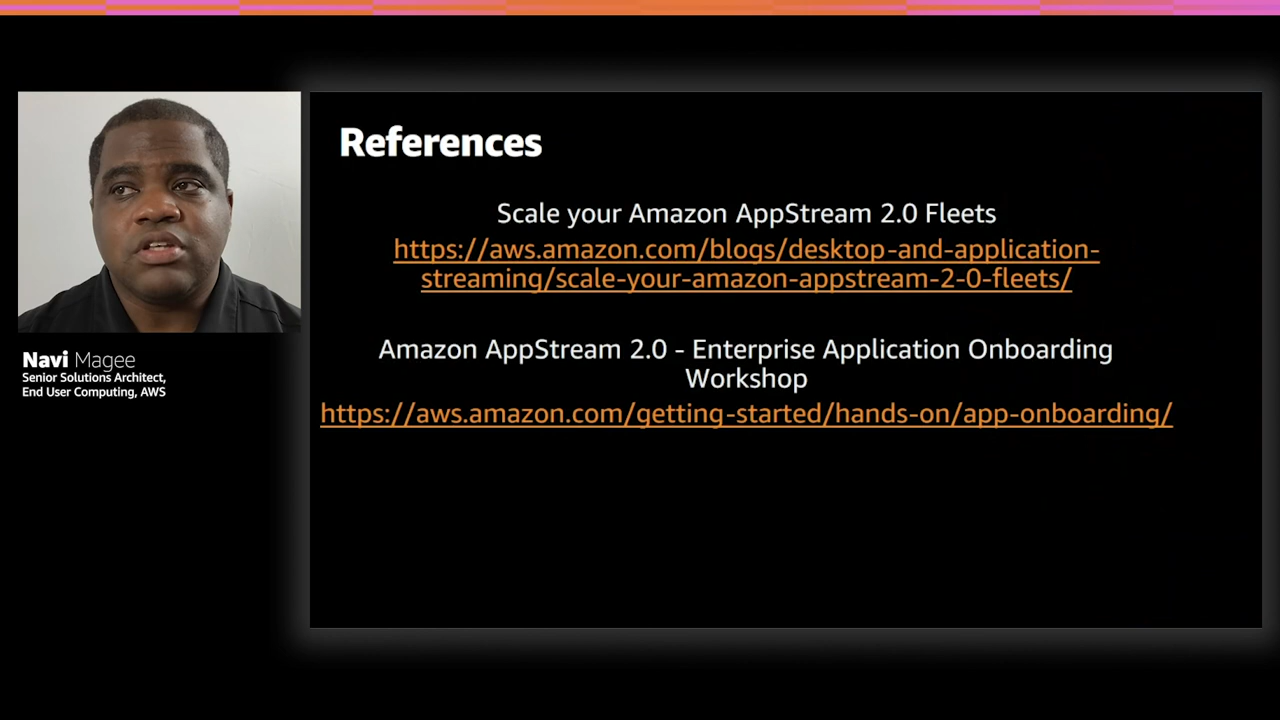 References
Scale your Amazon AppStream 2.0 Fleets
https://aws.amazon.com/blogs/desktop-and-application-
streaming/scale-your-amazon-appstream-2-0-fleets/
Amazon AppStream 2.0 - Enterprise Application Onboarding
Workshop
https://aws.amazon.com/getting-started/hands-on/app-onboarding/
Navi Magee
Senior Solutions Architect,
End User Computing, AWS